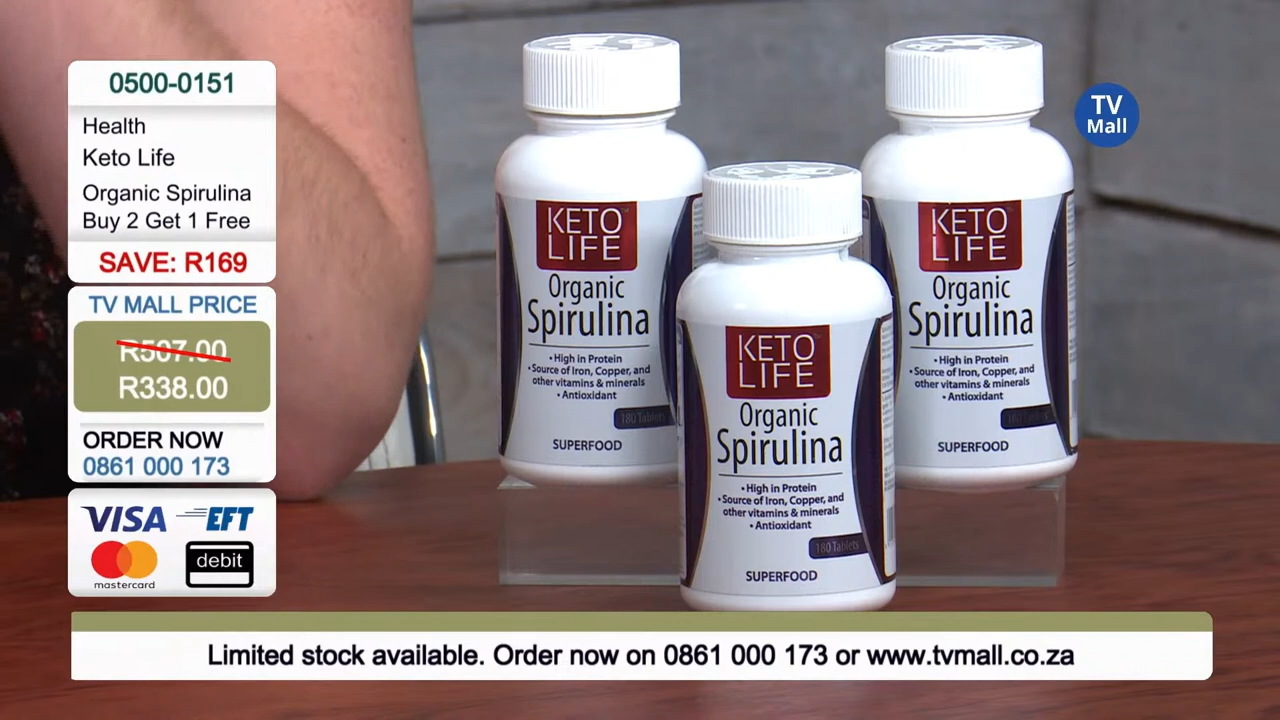 0500-0151
Health
Keto Life
Organic Spirulina
Buy 2 Get 1 Free
SAVE: R169
TV MALL PRICE
R507.00
R338.00
ORDER NOW
0861 000 173
VISA
EFT
mastercard
debit
TV
Mall
KETO
LIFE
Organic
Spirulina
• High in Protein
• Source of Iron, Copper, and
other vitamins & minerals
• Antioxidant
180 Tablets
SUPERFOOD
KETO
LIFE
Organic
Spirulina
• High in Protein
• Source of Iron, Copper, and
other vitamins & minerals
• Antioxidant
180 Tablets
SUPERFOOD
KETO
LIFE
Organic
Spirulina
• High in Protein
• Source of Iron, Copper, and
other vitamins & minerals
• Antioxidant
180 Tablets
SUPERFOOD
Limited stock available. Order now on 0861 000 173 or www.tvmall.co.za